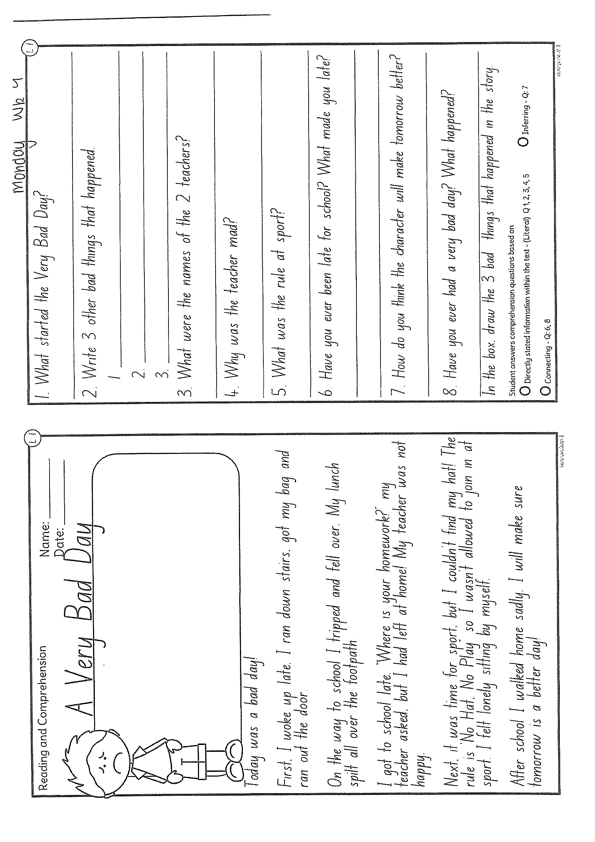 Reading and Comprehension
Name:
Date:
L1
A Very Bad Day
Today was a bad day!
First, I woke up late. I ran down stairs, got my bag and
ran out the door
On the way to school I tripped and fell over. My lunch
spilt all over the footpath
I got to school late. "Where is your homework?" my
teacher asked, but I had left at home! My teacher was not
happy.
Next, it was time for sport, but I couldn't find my hat! The
rule is No Hat, No Play so I wasn't allowed to join in at
sport. I felt lonely sitting by myself.
After school I walked home sadly. I will make sure
tomorrow is a better day!
Monday Wk 4
L1
1. What started the Very Bad Day?
2. Write 3 other bad things that happened.
1
2.
3.
3. What were the names of the 2 teachers?
4. Why was the teacher mad?
5. What was the rule at sport?
6. Have you ever been late for school? What made you late?
7. How do you think the character will make tomorrow better?
8. Have you ever had a very bad day? What happened?
In the box, draw the 3 bad things that happened in the story.
Student answers comprehension questions based on
Directly stated information within the text - (Literal) Q 1, 2, 3, 4, 5
Connecting - Q: 6, 8
Inferring - Q: 7